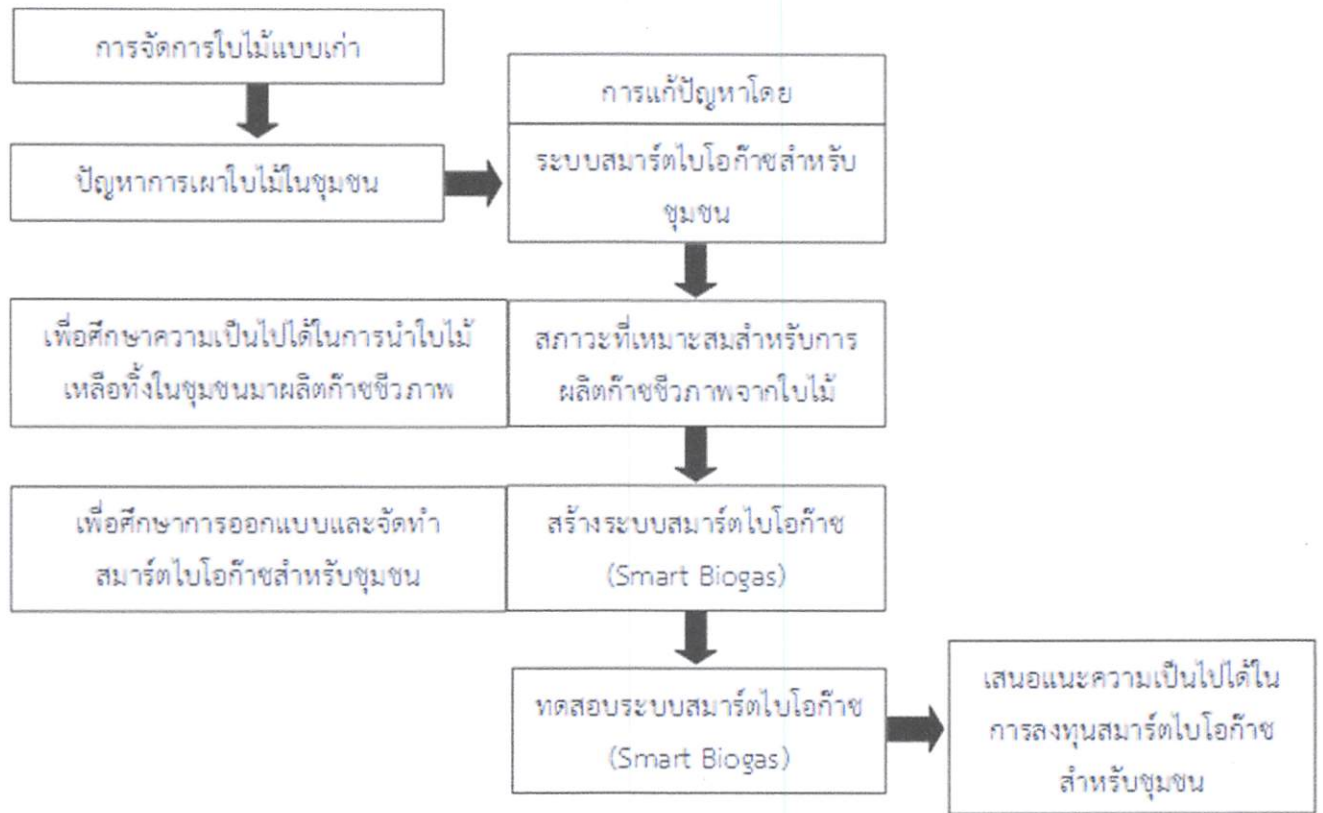 การจัดการใบไม้แบบเก่า
การแก้ปัญหาโดย
ปัญหาการเผาใบไม้ในชุมชน
ระบบสมาร์ตไบโอก๊าซสำหรับ
ชุมชน
เพื่อศึกษาความเป็นไปได้ในการนำใบไม้
เหลือทิ้งในชุมชนมาผลิตก๊าซชีวภาพ
สภาวะที่เหมาะสมสำหรับการ
ผลิตก๊าซชีวภาพจากใบไม้
เพื่อศึกษาการออกแบบและจัดทำ
สมาร์ตไบโอก๊าซสำหรับชุมชน
สร้างระบบสมาร์ตไบโอก๊าซ
(Smart Biogas)
ทดสอบระบบสมาร์ตไบโอก๊าซ
(Smart Biogas)
เสนอแนะความเป็นไปได้ใน
การลงทุนสมาร์ตไบโอก๊าซ
สำหรับชุมชน